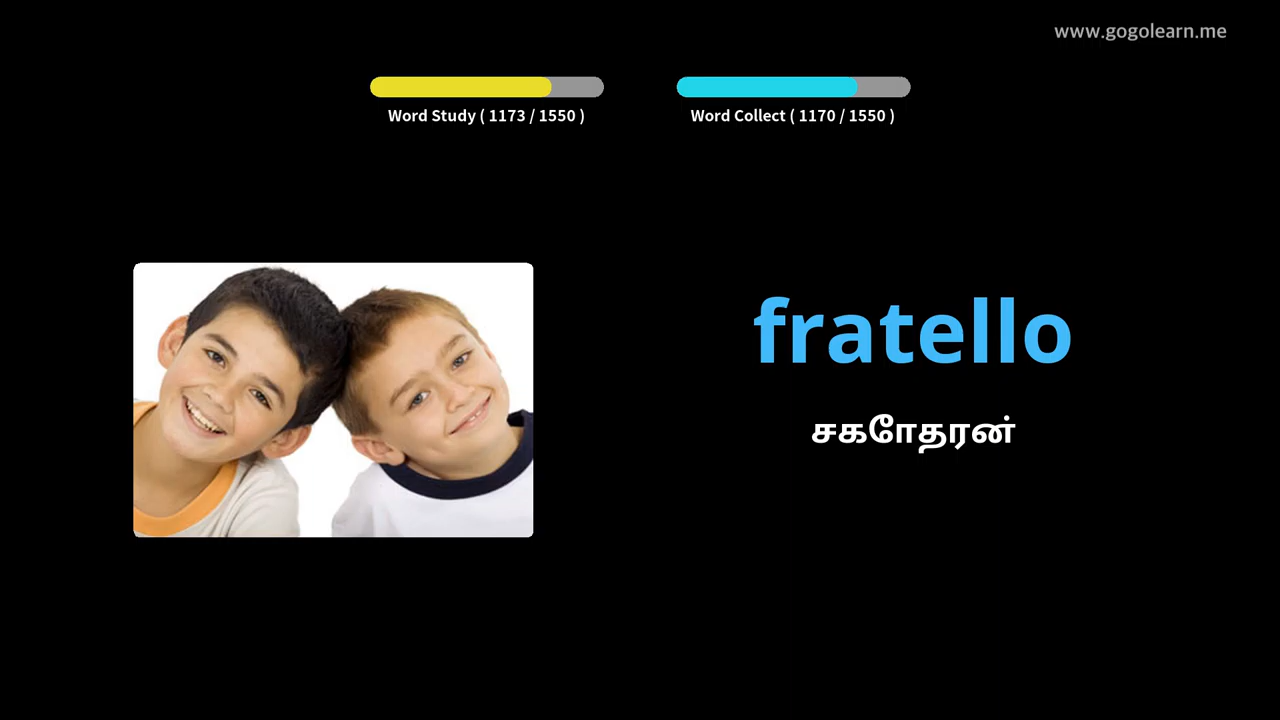 www.gogolearn.me
Word Study ( 1173 / 1550 )
Word Collect ( 1170 / 1550 )
fratello
சகோதரன்